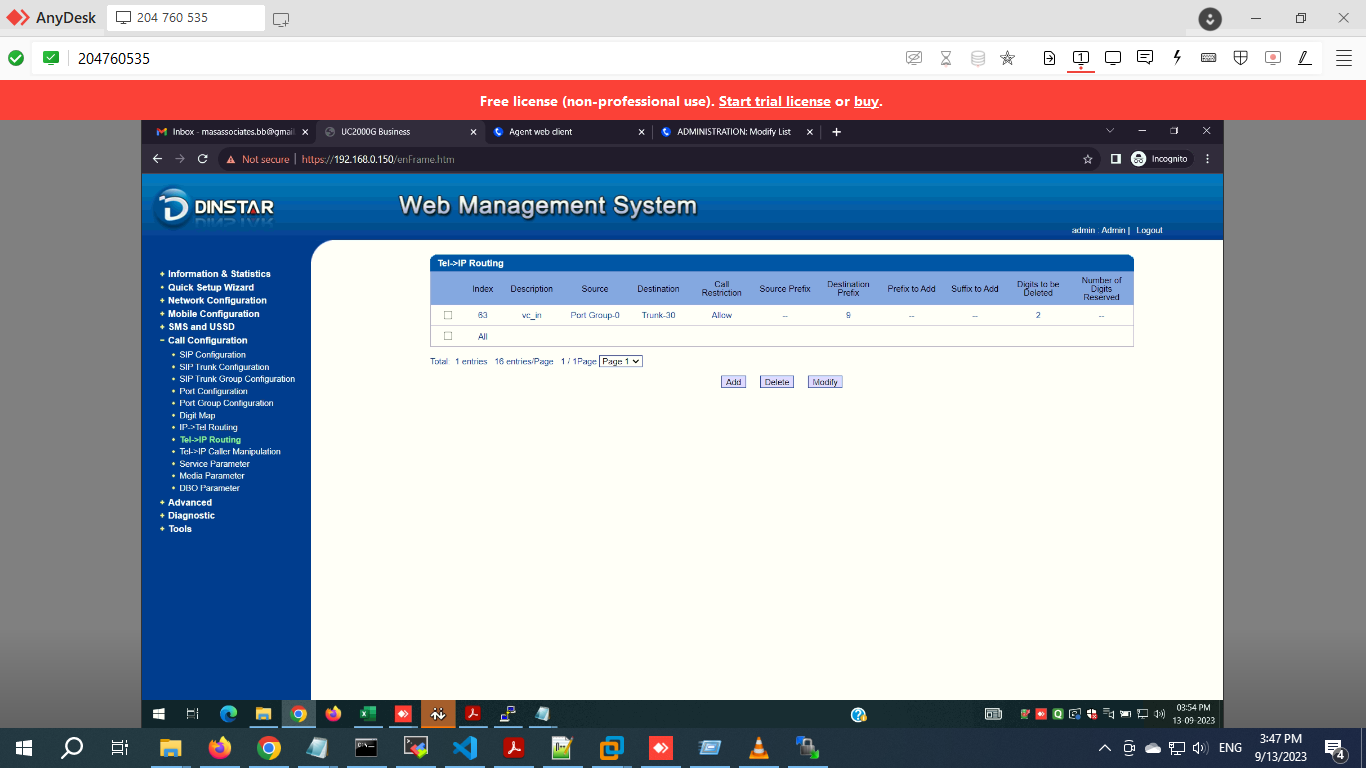 AnyDesk
204 760 535
204760535
1
Free license (non-professional use). Start trial license or buy.
Inbox - masassociates.bb@gmai
UC2000G Business
Agent web client
ADMINISTRATION: Modify List
Not secure | https://192.168.0.150/enFrame.htm
Incognito
DINSTAR
Web Management System
admin : Admin | Logout
+ Information & Statistics
• Quick Setup Wizard
+ Network Configuration
+ Mobile Configuration
+ SMS and USSD
− Call Configuration
• SIP Configuration
• SIP Trunk Configuration
• SIP Trunk Group Configuration
• Port Configuration
• Port Group Configuration
• Digit Map
• IP->Tel Routing
• Tel->IP Routing
• Tel->IP Caller Manipulation
• Service Parameter
• Media Parameter
• DBO Parameter
+ Advanced
+ Diagnostic
+ Tools
Tel->IP Routing
Index Description Source Destination Call Restriction Source Prefix Destination Prefix Prefix to Add Suffix to Add Digits to be Deleted Number of Digits Reserved
63 vc_in Port Group-0 Trunk-30 Allow -- 9 -- -- 2 --
All
Total: 1 entries 16 entries/Page 1 / 1Page Page 1
Add Delete Modify
03:54 PM
13-09-2023
ENG
3:47 PM
9/13/2023
4